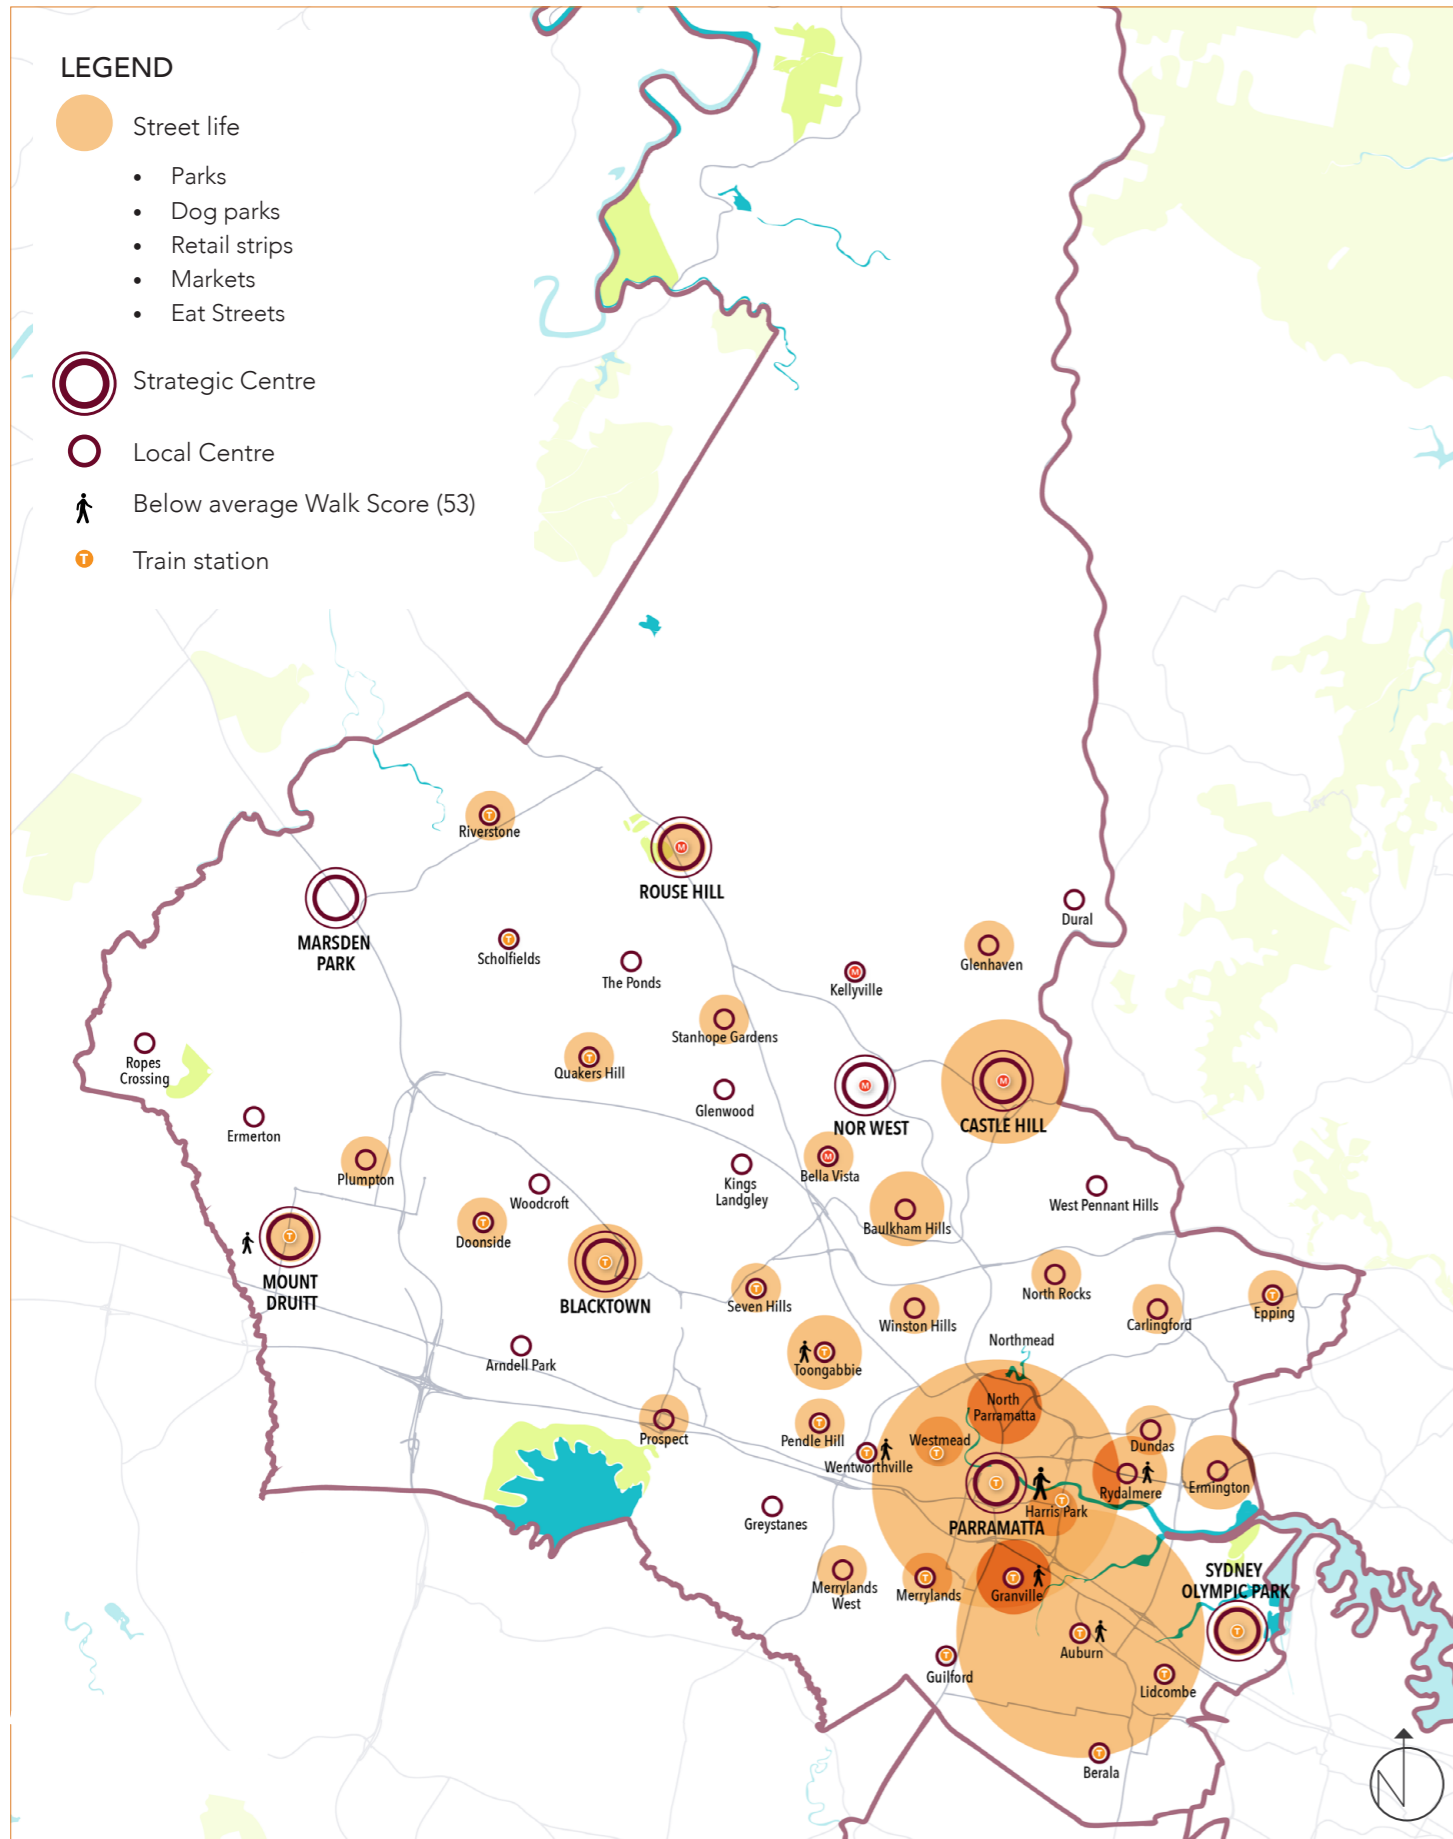 LEGEND
Street life
• Parks
• Dog parks
• Retail strips
• Markets
• Eat Streets
Strategic Centre
Local Centre
Below average Walk Score (53)
T
Train station
T
Riverstone
M
ROUSE HILL
MARSDEN
PARK
Dural
T
Scholfields
The Ponds
M
Kellyville
Glenhaven
Stanhope Gardens
Ropes
Crossing
T
Quakers Hill
Glenwood
M
NOR WEST
M
CASTLE HILL
Ermerton
Plumpton
Woodcroft
Kings
Landgley
M
Bella Vista
West Pennant Hills
Baulkham Hills
T
MOUNT
DRUITT
T
Doonside
T
BLACKTOWN
T
Seven Hills
Winston Hills
North Rocks
Carlingford
T
Epping
Northmead
Arndell Park
T
Toongabbie
North
Parramatta
Prospect
T
Pendle Hill
Westmead
T
T
Wentworthville
Dundas
Rydalmere
Ermington
T
PARRAMATTA
T
Harris Park
Greystanes
Merrylands
West
T
Merrylands
T
Granville
SYDNEY
OLYMPIC PARK
T
T
Auburn
T
Guilford
T
Lidcombe
T
Berala
N